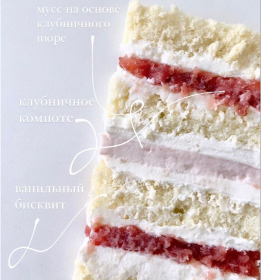 мусс на основе
клубничного
пюре
клубничное
компоте
ванильный
бисквит